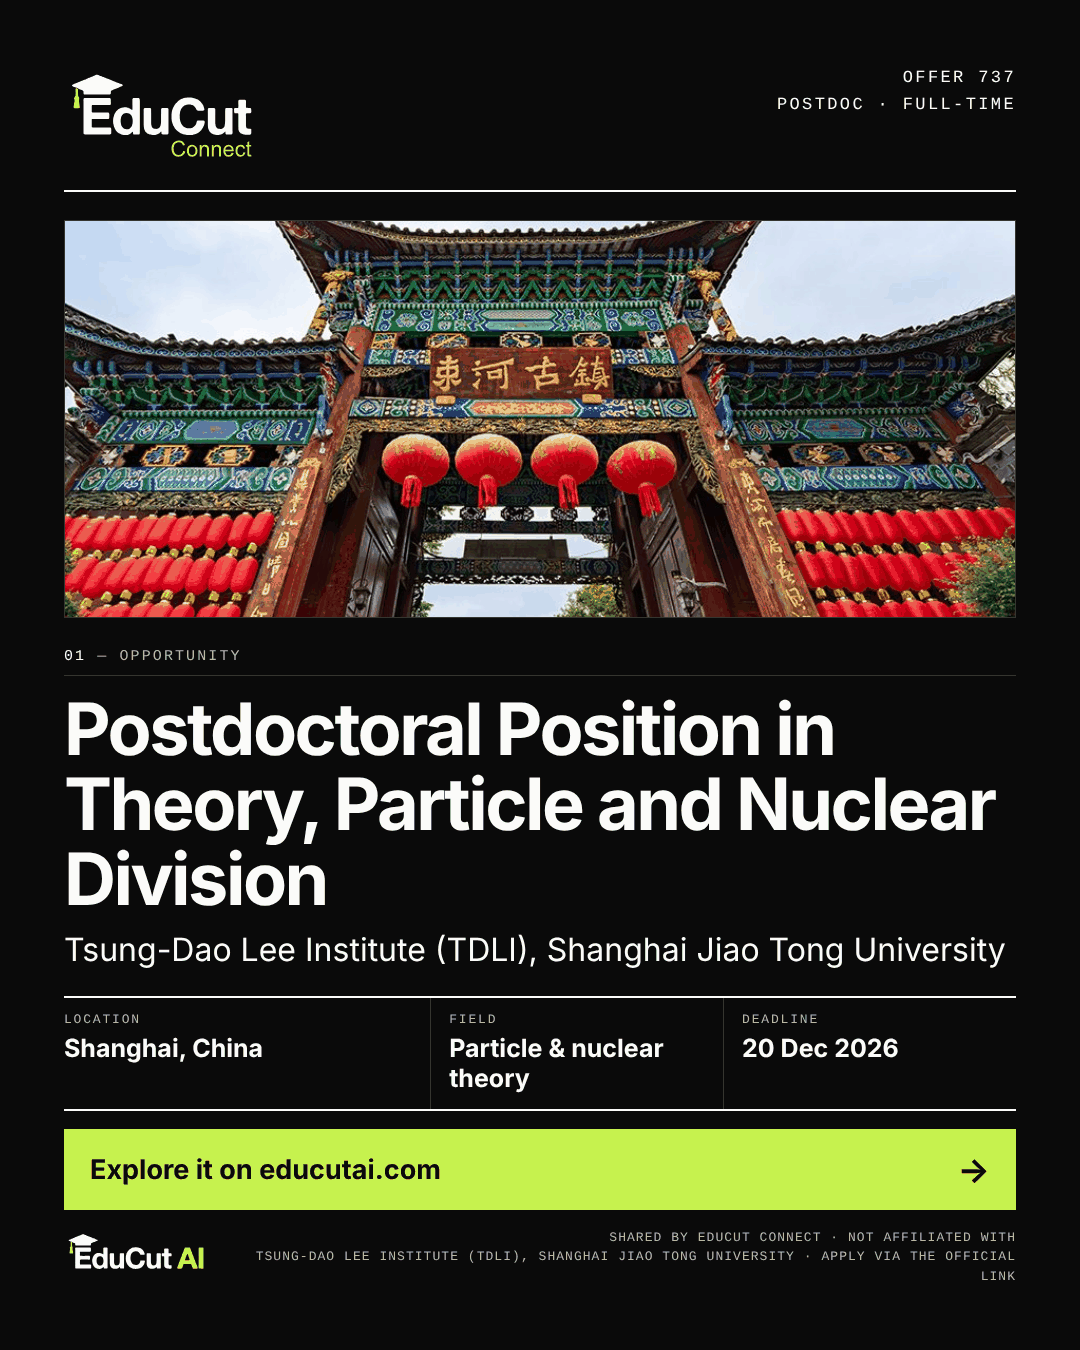 EduCut
Connect
OFFER 737
POSTDOC · FULL-TIME
束河古鎮
01 — OPPORTUNITY
Postdoctoral Position in
Theory, Particle and Nuclear
Division
Tsung-Dao Lee Institute (TDLI), Shanghai Jiao Tong University
LOCATION
Shanghai, China
FIELD
Particle & nuclear
theory
DEADLINE
20 Dec 2026
Explore it on educutai.com →
EduCut AI
SHARED BY EDUCUT CONNECT · NOT AFFILIATED WITH
TSUNG-DAO LEE INSTITUTE (TDLI), SHANGHAI JIAO TONG UNIVERSITY · APPLY VIA THE OFFICIAL
LINK